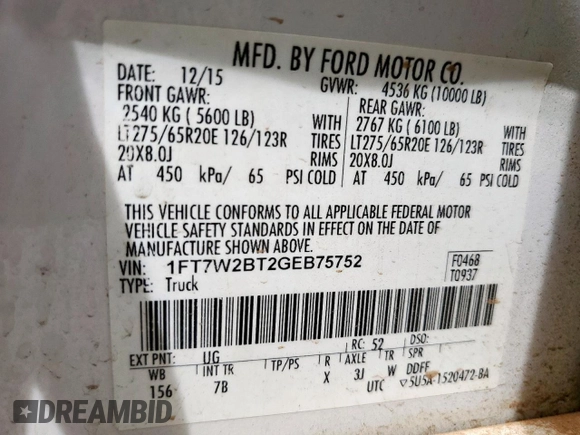 MFD. BY FORD MOTOR CO.
DATE: 12/15 GVWR: 4536 KG (10000 LB)
FRONT GAWR: REAR GAWR:
2540 KG ( 5600 LB) WITH 2767 KG ( 6100 LB) WITH
LT275/65R20E 126/123R TIRES LT275/65R20E 126/123R TIRES
20X8.0J RIMS 20X8.0J RIMS
AT 450 kPa/ 65 PSI COLD AT 450 kPa/ 65 PSI COLD
THIS VEHICLE CONFORMS TO ALL APPLICABLE FEDERAL MOTOR
VEHICLE SAFETY STANDARDS IN EFFECT ON THE DATE OF
MANUFACTURE SHOWN ABOVE.
VIN: 1FT7W2BT2GEB75752 F0468
TYPE: Truck T0937
EXT PNT: UG RC: 52 DSO:
WB INT TR TP/PS R AXLE TR SPR
156 7B X 3J W DDFF
UTC ▽5U5A-1520472-BA
DREAMBID